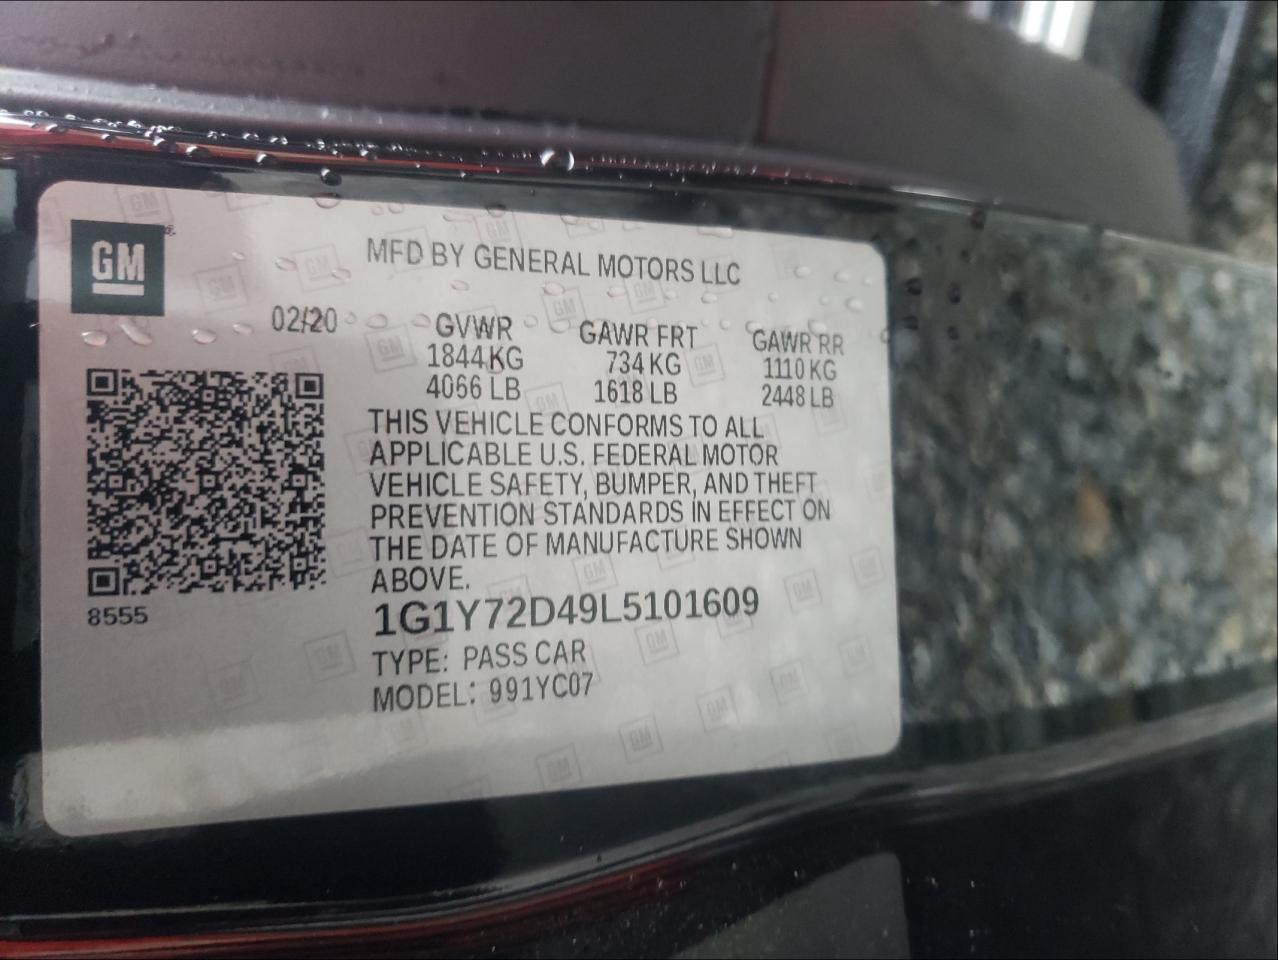 GM
MFD BY GENERAL MOTORS LLC
02/20 GVWR GAWR FRT GAWR RR
1844 KG 734 KG 1110 KG
4066 LB 1618 LB 2448 LB
THIS VEHICLE CONFORMS TO ALL
APPLICABLE U.S. FEDERAL MOTOR
VEHICLE SAFETY, BUMPER, AND THEFT
PREVENTION STANDARDS IN EFFECT ON
THE DATE OF MANUFACTURE SHOWN
ABOVE.
8555
1G1Y72D49L5101609
TYPE: PASS CAR
MODEL: 991YC07